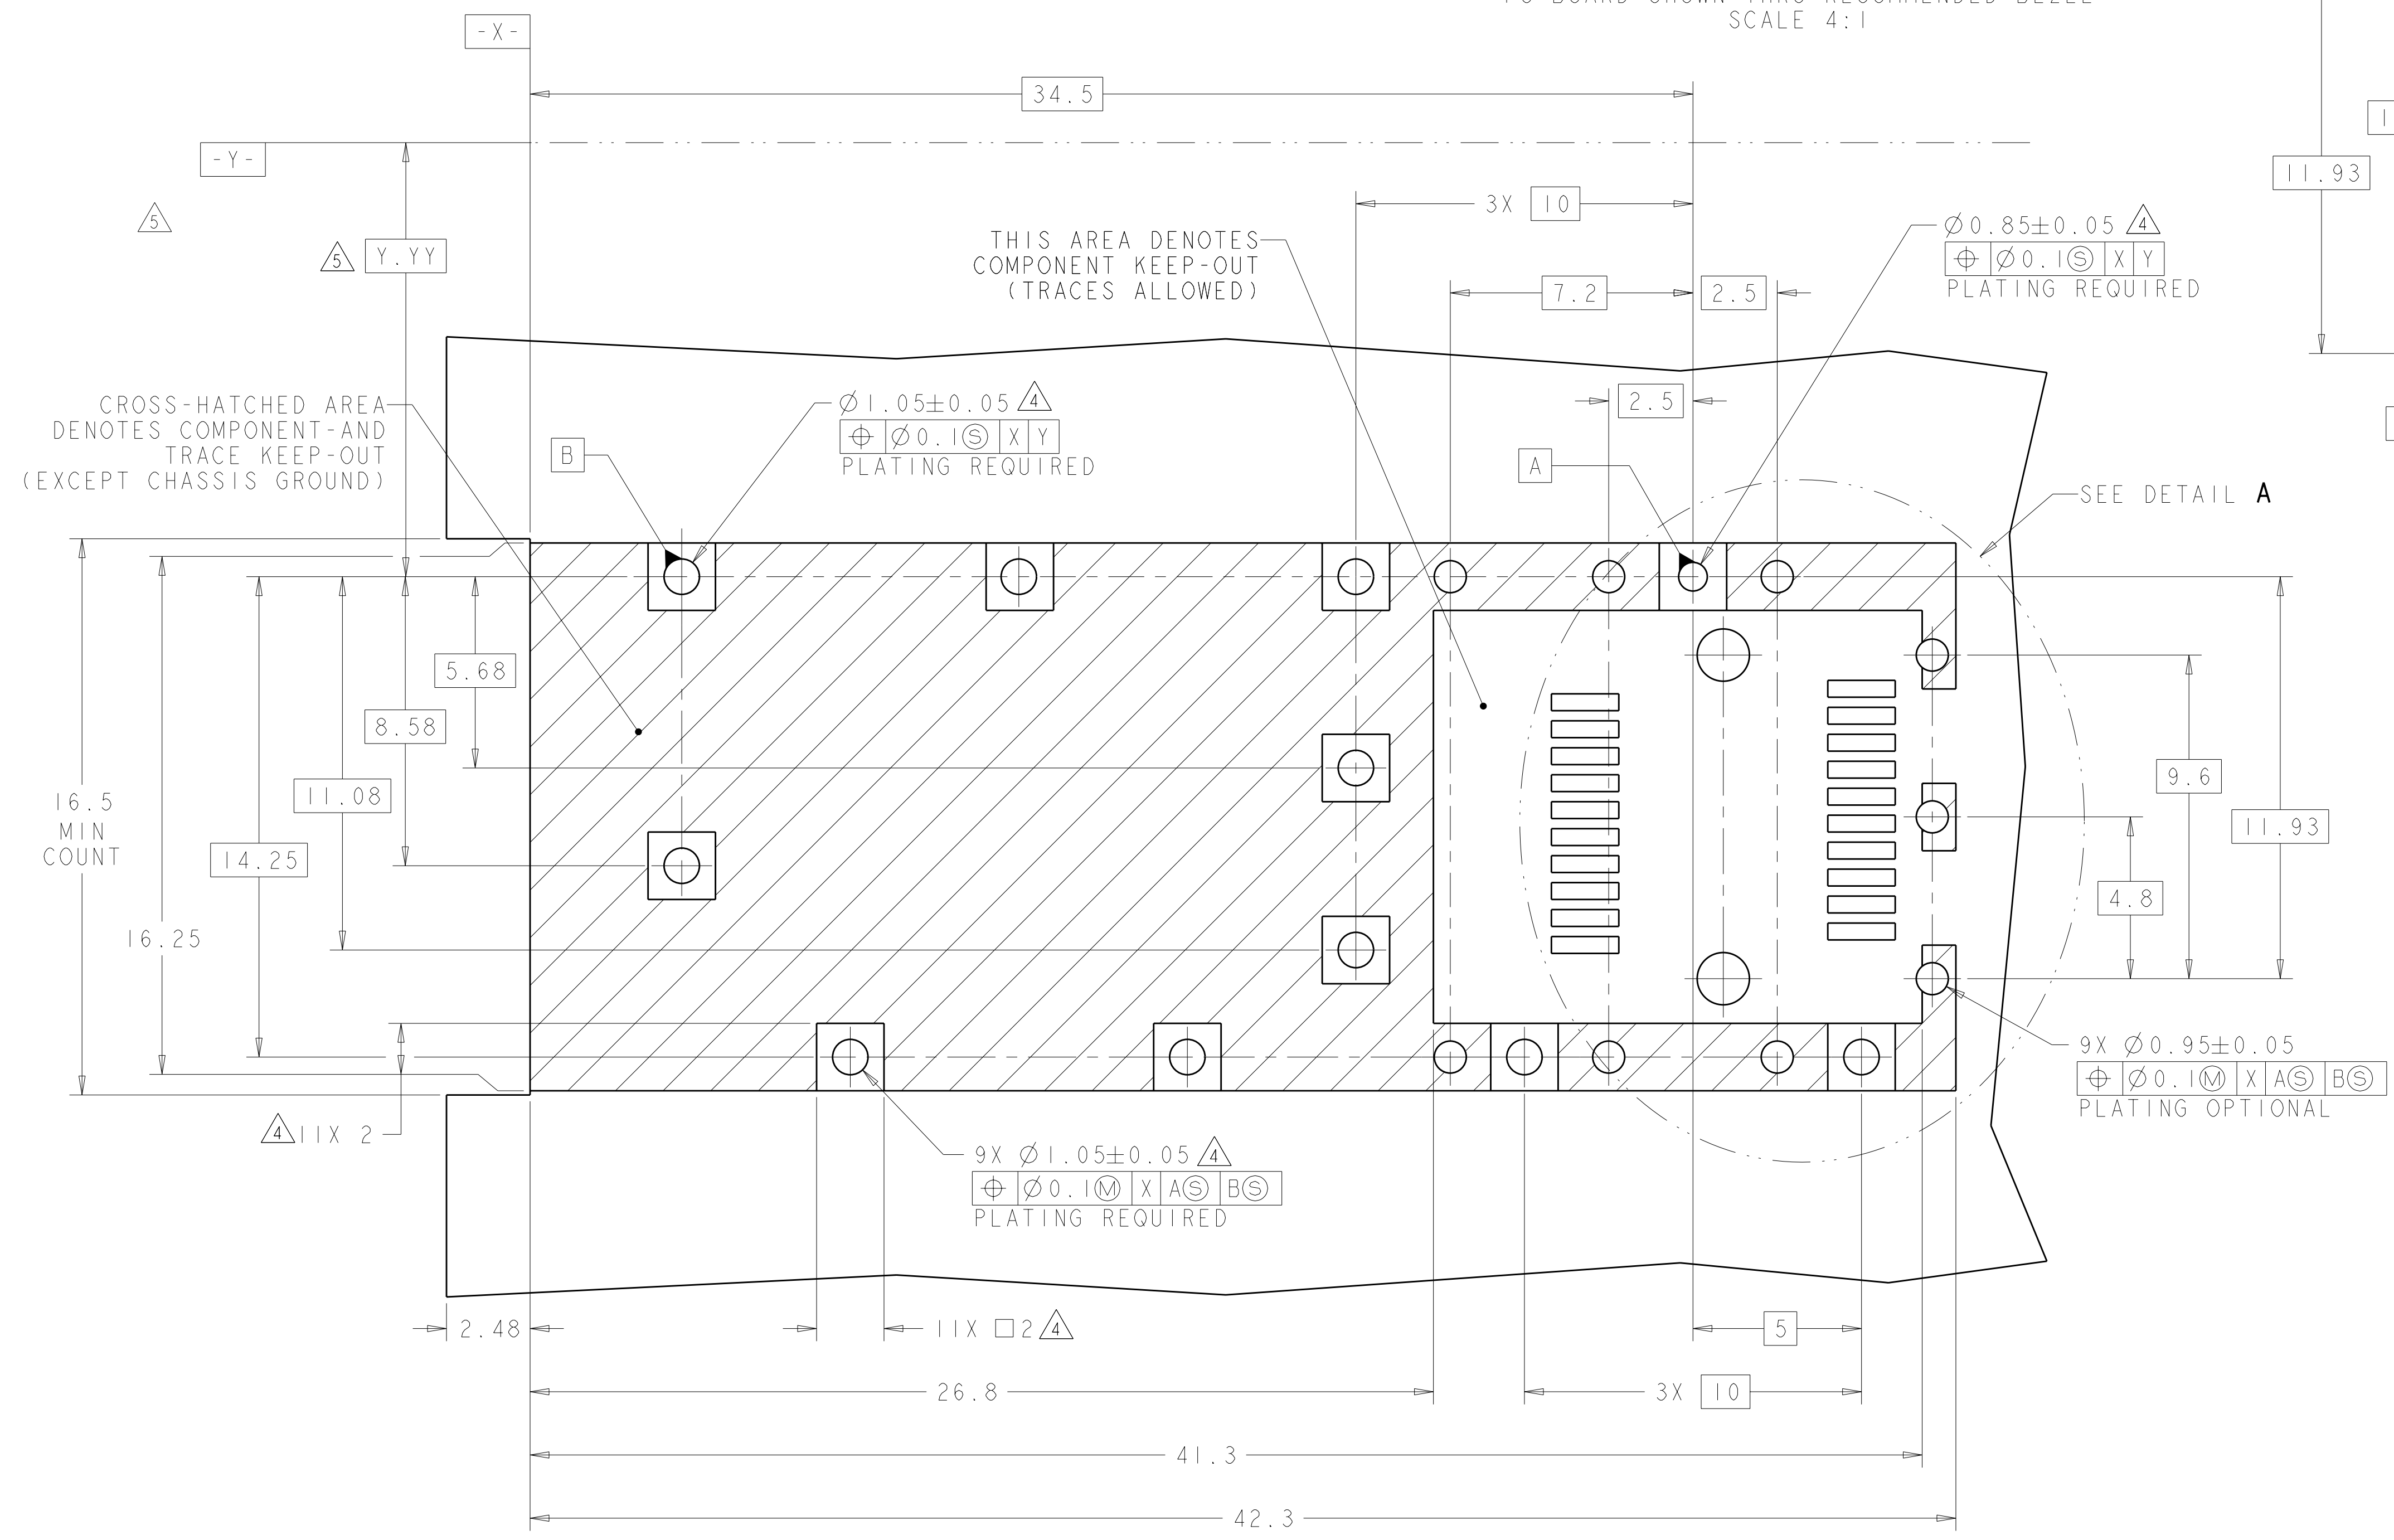 SCALE 4:1
-X-
34.5
-Y-
5
5
Y.YY
11.93
3X 10
THIS AREA DENOTES
COMPONENT KEEP-OUT
(TRACES ALLOWED)
7.2
2.5
Ø0.85±0.05 4
⌖ Ø0.1Ⓢ X Y
PLATING REQUIRED
CROSS-HATCHED AREA
DENOTES COMPONENT-AND
TRACE KEEP-OUT
(EXCEPT CHASSIS GROUND)
B
Ø1.05±0.05 4
⌖ Ø0.1Ⓢ X Y
PLATING REQUIRED
2.5
A
SEE DETAIL A
5.68
8.58
11.08
14.25
16.25
16.5
MIN
COUNT
9.6
11.93
4.8
4 11X 2
9X Ø1.05±0.05 4
⌖ Ø0.1Ⓜ X AⓈ BⓈ
PLATING REQUIRED
9X Ø0.95±0.05
⌖ Ø0.1Ⓜ X AⓈ BⓈ
PLATING OPTIONAL
2.48
11X □2 4
5
26.8
3X 10
41.3
42.3